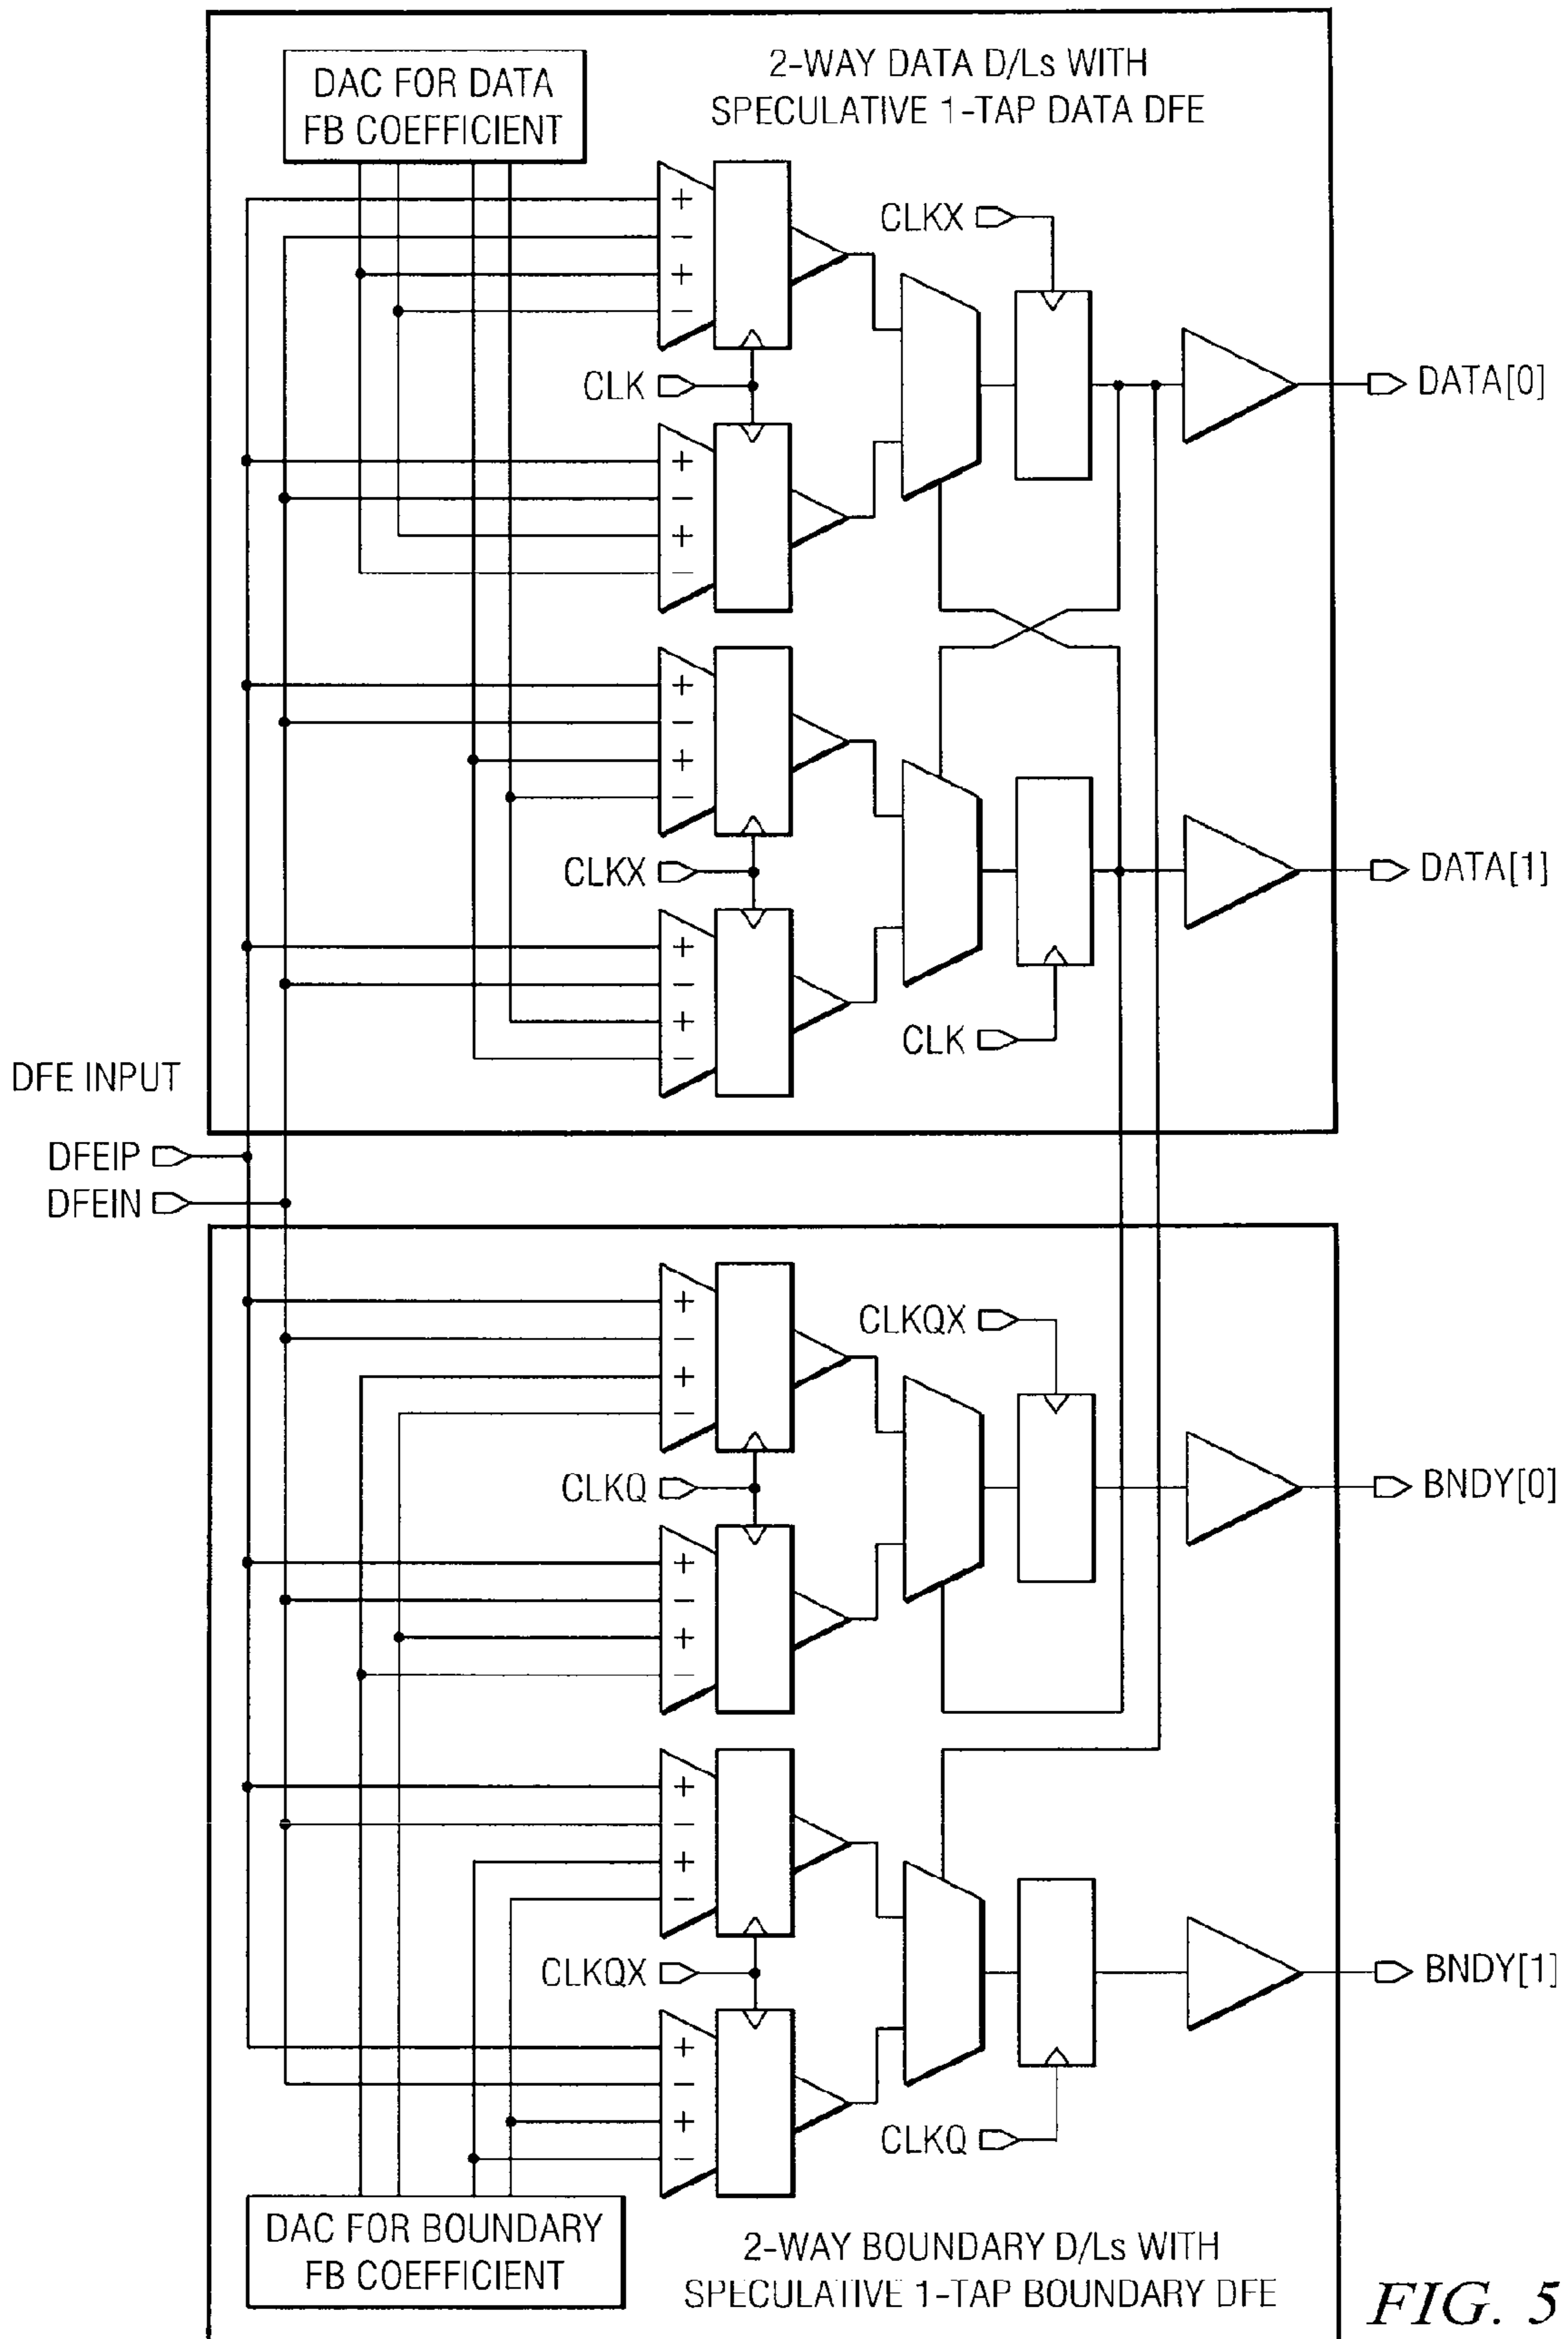 2-WAY DATA D/Ls WITH
SPECULATIVE 1-TAP DATA DFE
DAC FOR DATA
FB COEFFICIENT
+
−
+
−
CLKX
CLK
DATA[0]
+
−
+
−
+
−
+
−
CLKX
DATA[1]
+
−
+
−
CLK
DFE INPUT
DFEIP
DFEIN
+
−
+
−
CLKQX
CLKQ
BNDY[0]
+
−
+
−
+
−
+
−
CLKQX
BNDY[1]
+
−
+
−
CLKQ
DAC FOR BOUNDARY
FB COEFFICIENT
2-WAY BOUNDARY D/Ls WITH
SPECULATIVE 1-TAP BOUNDARY DFE
FIG. 5